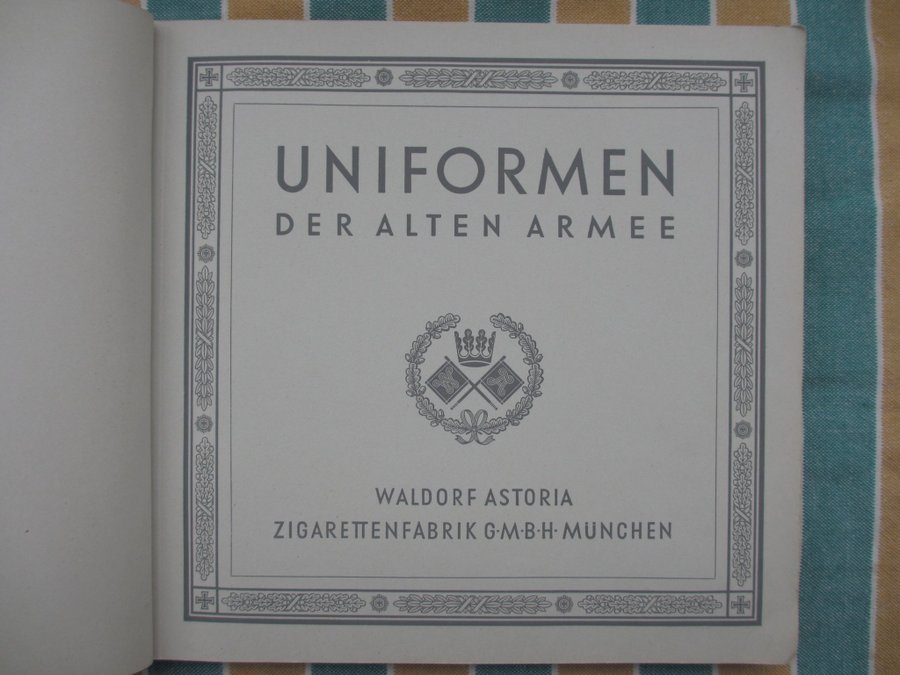 UNIFORMEN
DER ALTEN ARMEE
WALDORF ASTORIA
ZIGARETTENFABRIK G·M·B·H· MÜNCHEN